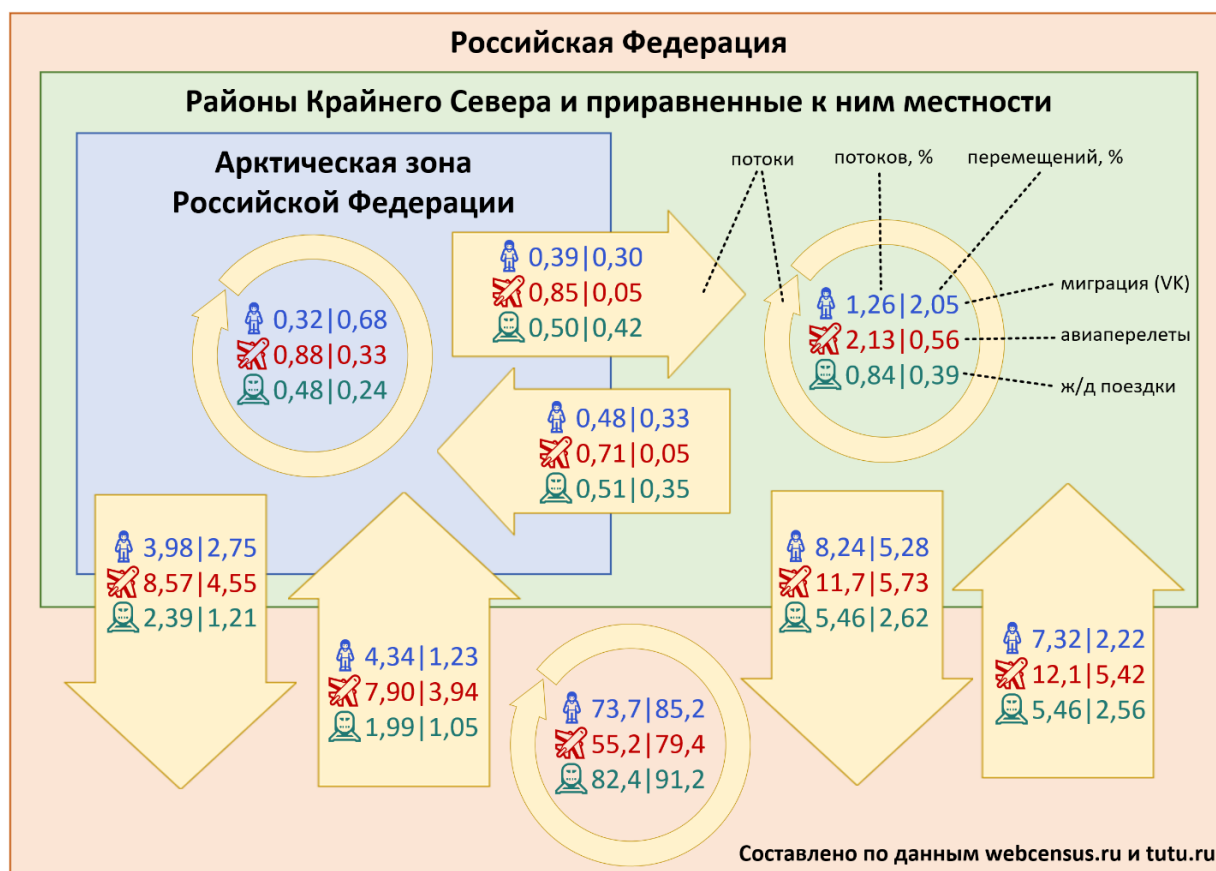 Российская Федерация
Районы Крайнего Севера и приравненные к ним местности
Арктическая зона
Российской Федерации
потоки
потоков, %
перемещений, %
0,39|0,30
0,85|0,05
0,50|0,42
0,32|0,68
0,88|0,33
0,48|0,24
1,26|2,05
2,13|0,56
0,84|0,39
миграция (VK)
авиаперелеты
ж/д поездки
0,48|0,33
0,71|0,05
0,51|0,35
3,98|2,75
8,57|4,55
2,39|1,21
4,34|1,23
7,90|3,94
1,99|1,05
73,7|85,2
55,2|79,4
82,4|91,2
8,24|5,28
11,7|5,73
5,46|2,62
7,32|2,22
12,1|5,42
5,46|2,56
Составлено по данным webcensus.ru и tutu.ru